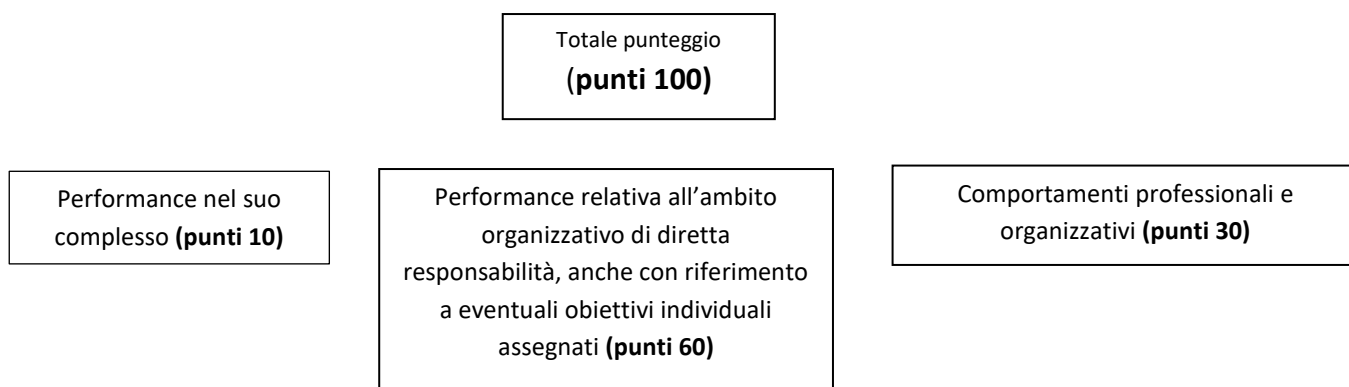 Totale punteggio
(punti 100)
Performance nel suo
complesso (punti 10)
Performance relativa all’ambito
organizzativo di diretta
responsabilità, anche con riferimento
a eventuali obiettivi individuali
assegnati (punti 60)
Comportamenti professionali e
organizzativi (punti 30)